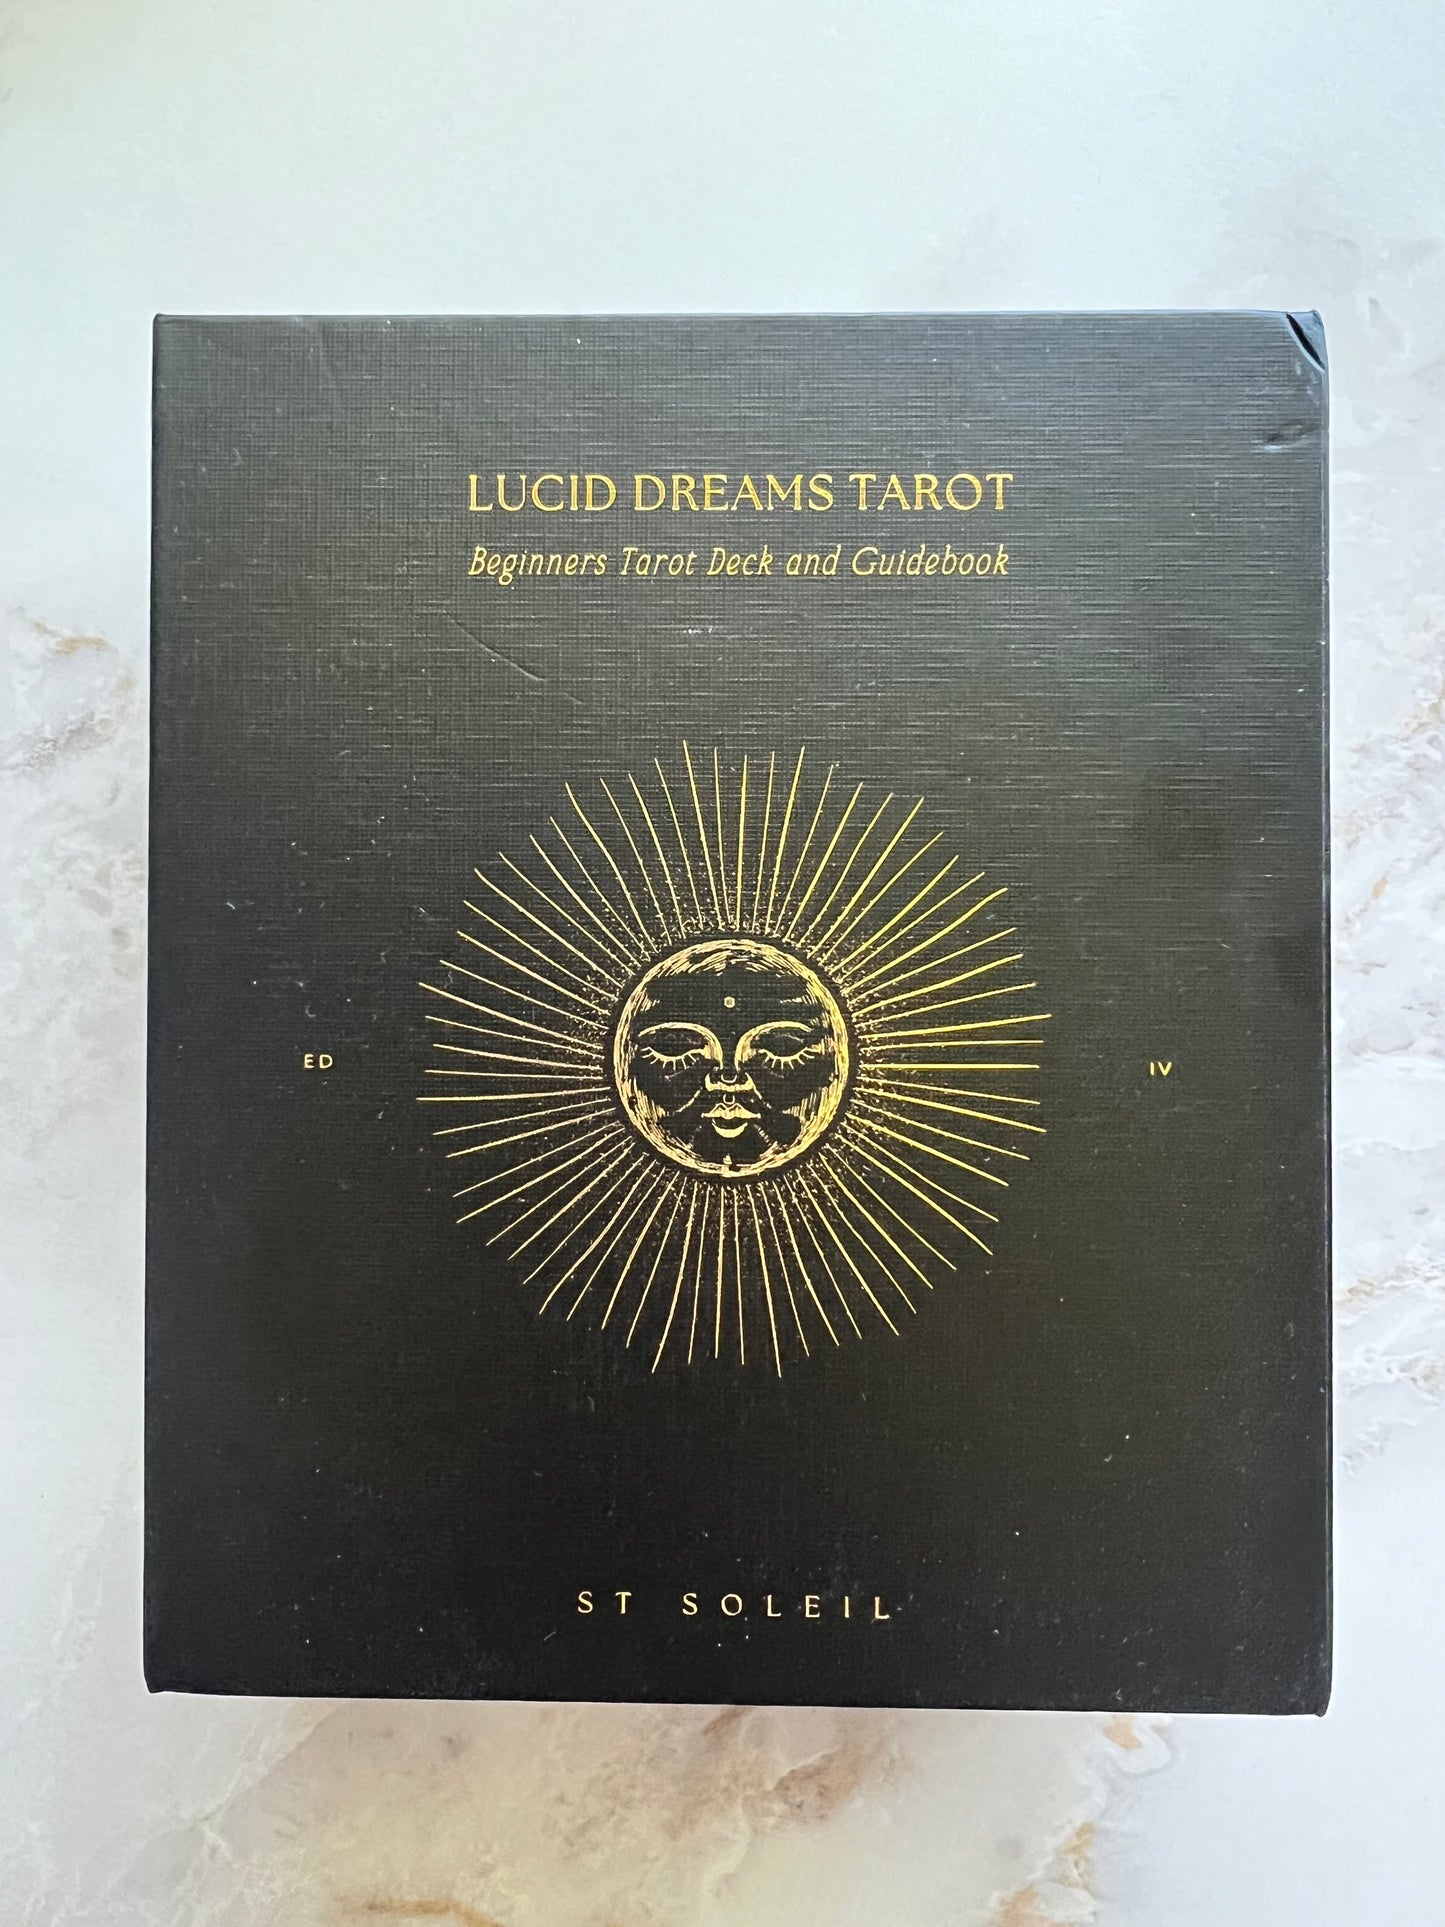 LUCID DREAMS TAROT
Beginners Tarot Deck and Guidebook
ED
IV
ST SOLEIL